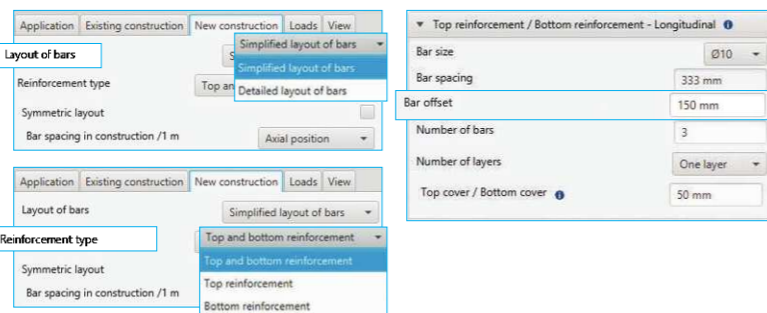 Application Existing construction New construction Loads View
Layout of bars
Simplified layout of bars
Simplified layout of bars
Detailed layout of bars
Reinforcement type Top an
Symmetric layout
Bar spacing in construction /1 m Axial position
Application Existing construction New construction Loads View
Layout of bars Simplified layout of bars
Reinforcement type Top and bottom reinforcement
Top and bottom reinforcement
Symmetric layout
Top reinforcement
Bar spacing in construction /1 m
Bottom reinforcement
Top reinforcement / Bottom reinforcement - Longitudinal
Bar size Ø10
Bar spacing 333 mm
Bar offset 150 mm
Number of bars 3
Number of layers One layer
Top cover / Bottom cover 50 mm